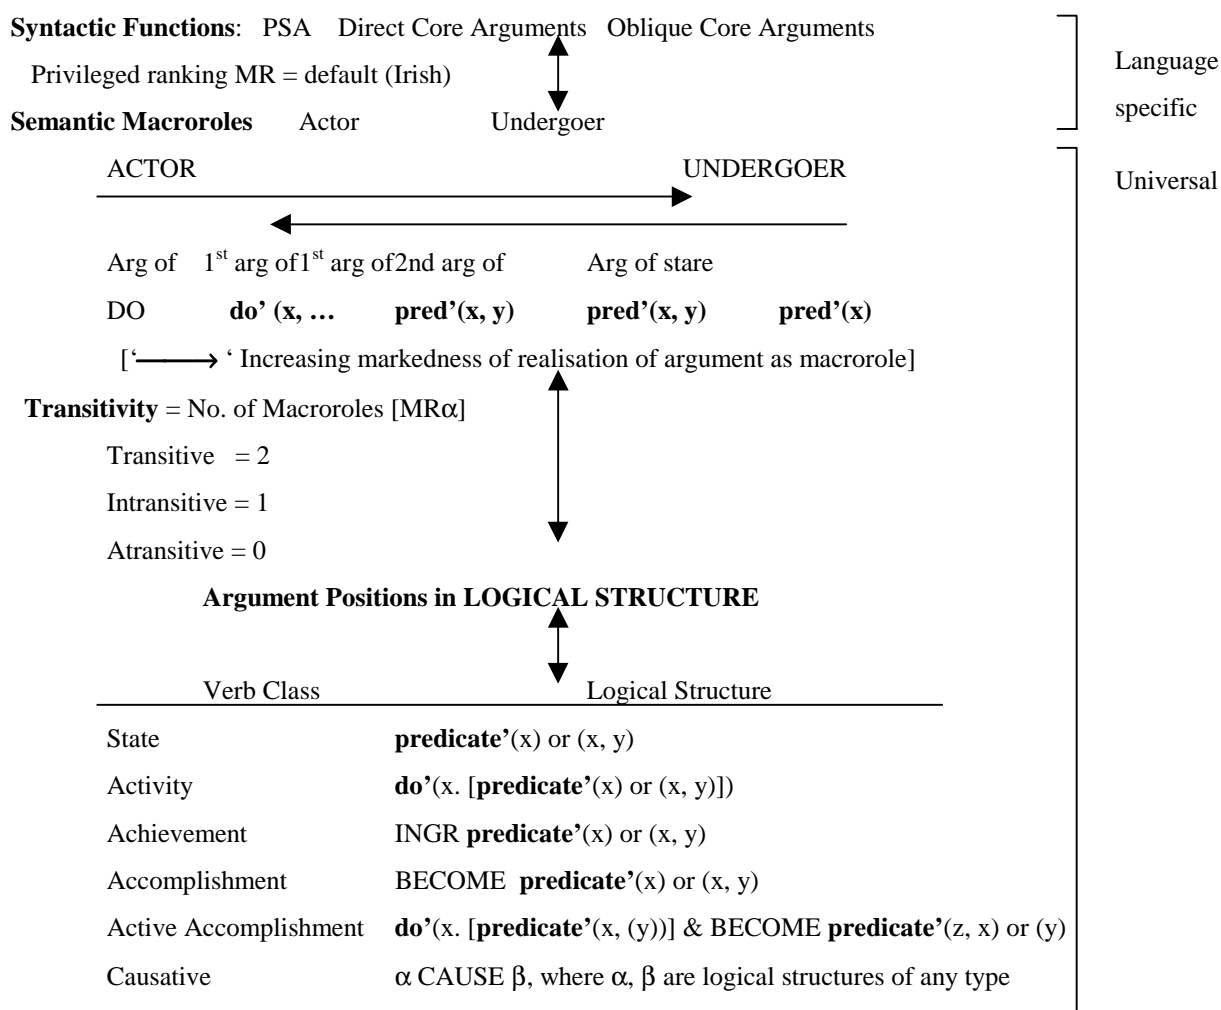 Syntactic Functions: PSA Direct Core Arguments Oblique Core Arguments
Privileged ranking MR = default (Irish)
Language
specific
Semantic Macroroles Actor Undergoer
ACTOR UNDERGOER
Universal
Arg of 1st arg of1st arg of2nd arg of Arg of stare
DO do’ (x, … pred’(x, y) pred’(x, y) pred’(x)
[‘ ‘ Increasing markedness of realisation of argument as macrorole]
Transitivity = No. of Macroroles [MRα]
Transitive = 2
Intransitive = 1
Atransitive = 0
Argument Positions in LOGICAL STRUCTURE
Verb Class Logical Structure
State predicate’(x) or (x, y)
Activity do’(x. [predicate’(x) or (x, y)])
Achievement INGR predicate’(x) or (x, y)
Accomplishment BECOME predicate’(x) or (x, y)
Active Accomplishment do’(x. [predicate’(x, (y))] & BECOME predicate’(z, x) or (y)
Causative α CAUSE β, where α, β are logical structures of any type